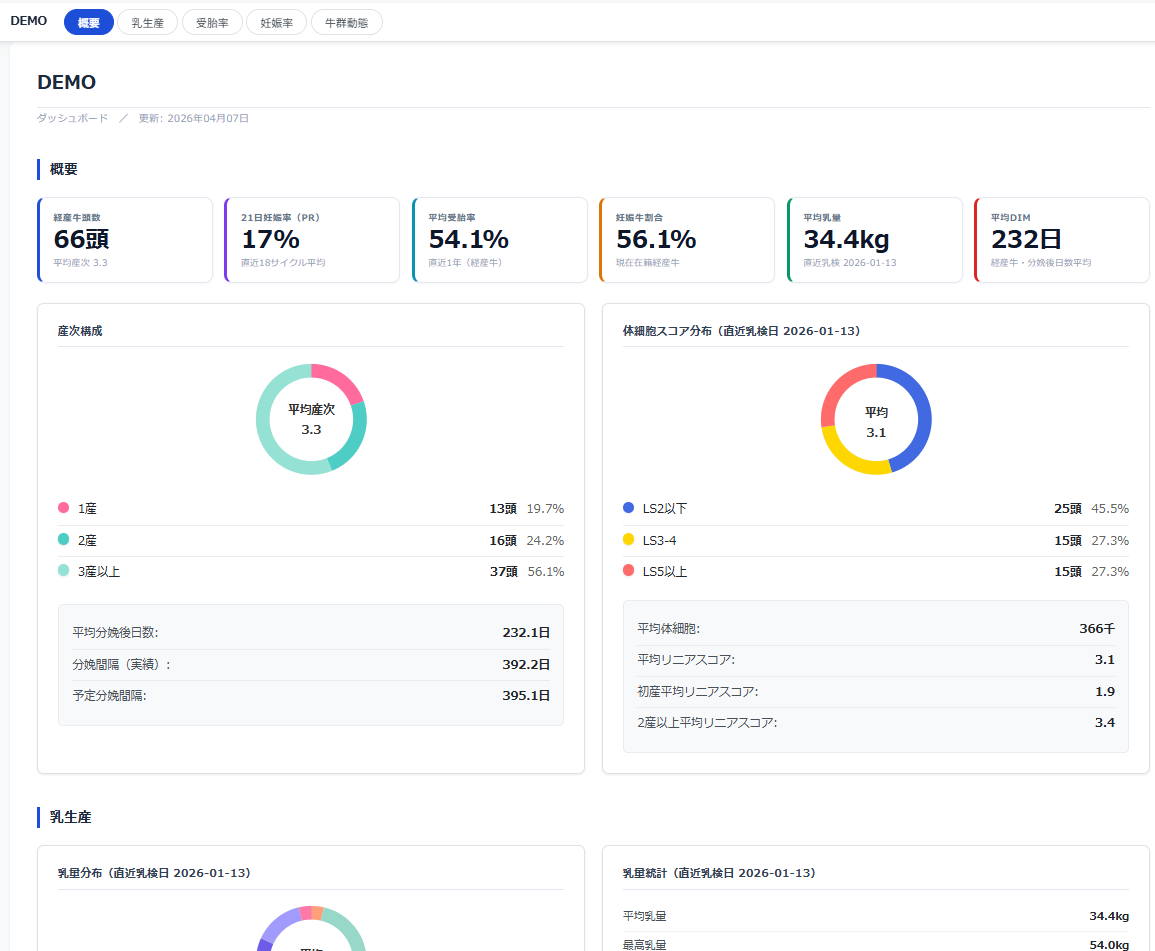 DEMO 概要 乳生産 受胎率 妊娠率 牛群動態
DEMO
ダッシュボード ／ 更新: 2026年04月07日
概要
経産牛頭数
66頭
平均産次 3.3
21日妊娠率（PR）
17%
直近18サイクル平均
平均受胎率
54.1%
直近1年（経産牛）
妊娠牛割合
56.1%
現在在籍経産牛
平均乳量
34.4kg
直近乳検 2026-01-13
平均DIM
232日
経産牛・分娩後日数平均
産次構成
平均産次
3.3
1産 13頭 19.7%
2産 16頭 24.2%
3産以上 37頭 56.1%
平均分娩後日数: 232.1日
分娩間隔（実績）: 392.2日
予定分娩間隔: 395.1日
体細胞スコア分布（直近乳検日 2026-01-13）
平均
3.1
LS2以下 25頭 45.5%
LS3-4 15頭 27.3%
LS5以上 15頭 27.3%
平均体細胞: 366千
平均リニアスコア: 3.1
初産平均リニアスコア: 1.9
2産以上平均リニアスコア: 3.4
乳生産
乳量分布（直近乳検日 2026-01-13）
平均
乳量統計（直近乳検日 2026-01-13）
平均乳量 34.4kg
最高乳量 54.0kg